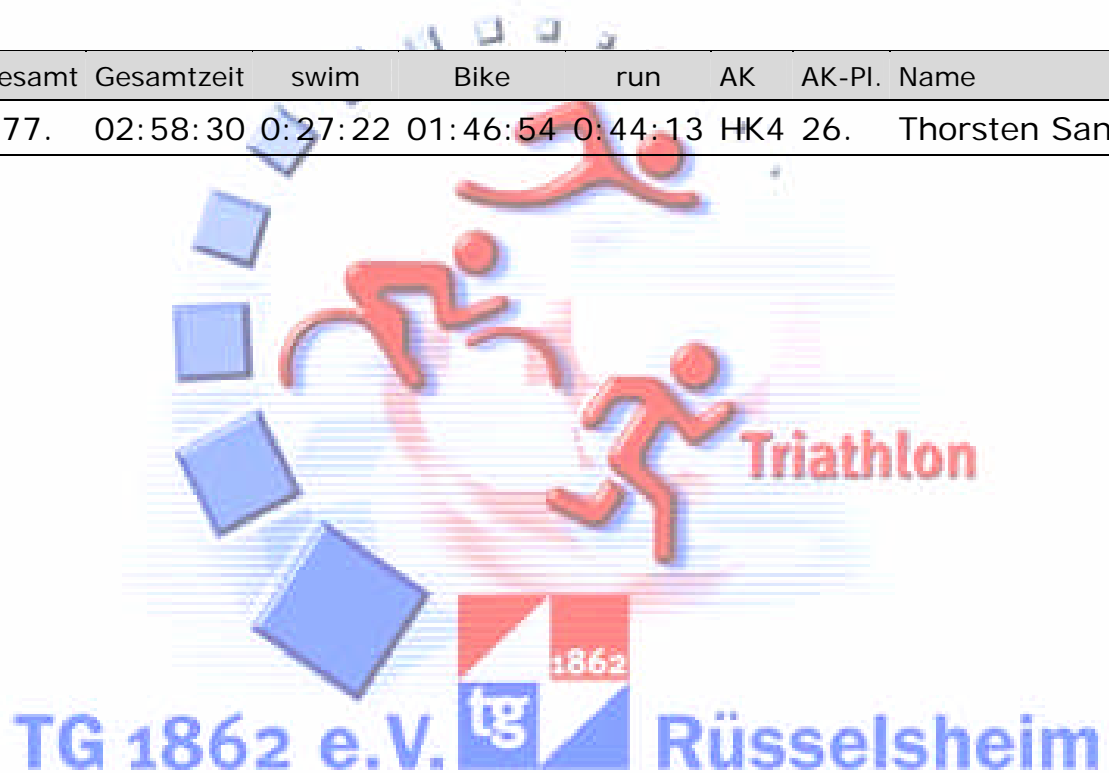 esamt Gesamtzeit swim Bike run AK AK-Pl. Name
77. 02:58:30 0:27:22 01:46:54 0:44:13 HK4 26. Thorsten San
Triathlon
1862
tg
TG 1862 e.V. Rüsselsheim